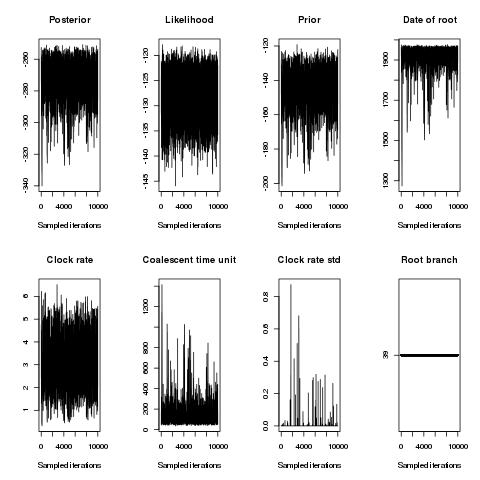 Posterior Likelihood Prior Date of root
-260 -280 -300 -320 -340
-120 -125 -130 -135 -140 -145
-120 -140 -160 -180 -200
1900 1700 1500 1300
0 4000 10000 0 4000 10000 0 4000 10000 0 4000 10000
Sampled iterations Sampled iterations Sampled iterations Sampled iterations
Clock rate Coalescent time unit Clock rate std Root branch
6 5 4 3 2 1
1400 1000 800 600 400 200 0
0.8 0.6 0.4 0.2 0.0
39
0 4000 10000 0 4000 10000 0 4000 10000 0 4000 10000
Sampled iterations Sampled iterations Sampled iterations Sampled iterations